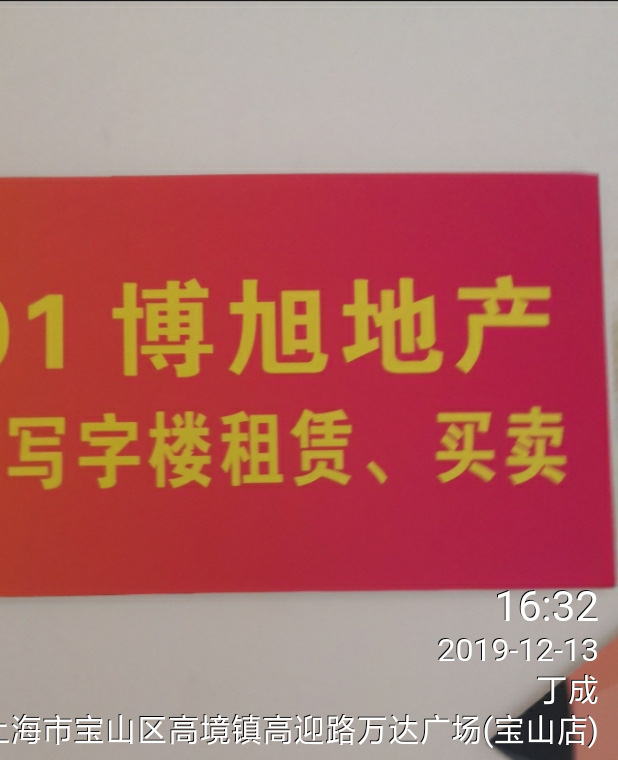 01 博旭地产
写字楼租赁、买卖
16:32
2019-12-13
丁成
上海市宝山区高境镇高迎路万达广场(宝山店)